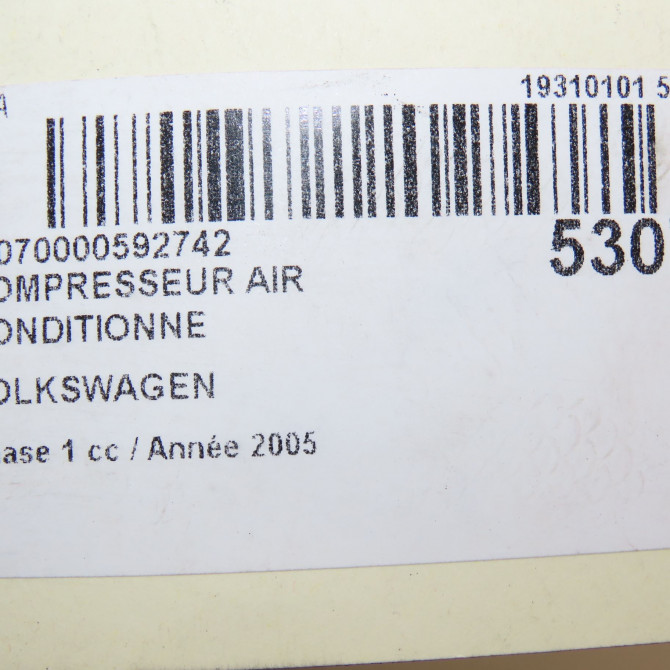 A 19310101 5
070000592742 530
OMPRESSEUR AIR
ONDITIONNE
OLKSWAGEN
ase 1 cc / Année 2005